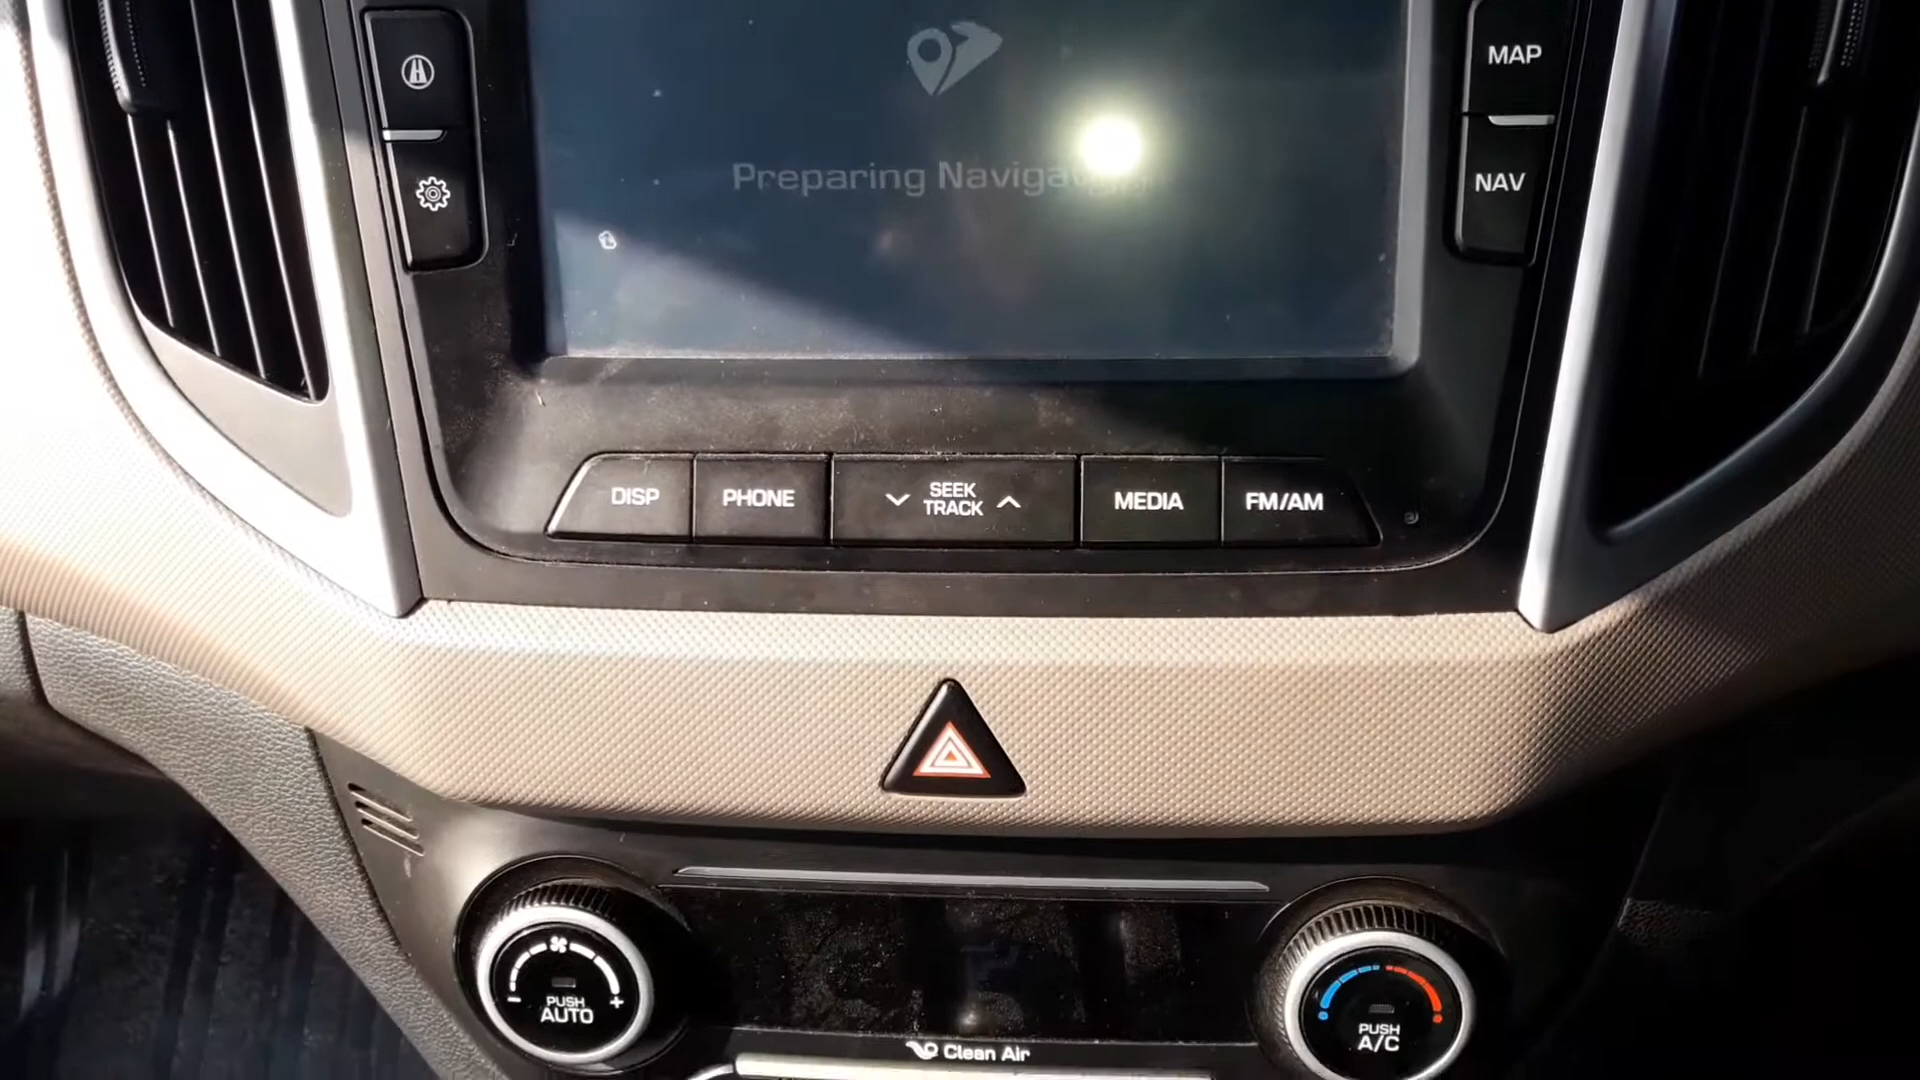 MAP
Preparing
NAV
DISP
PHONE
SEEK
TRACK
MEDIA
FM/AM
PUSH
AUTO
PUSH
A/C
Clean Air